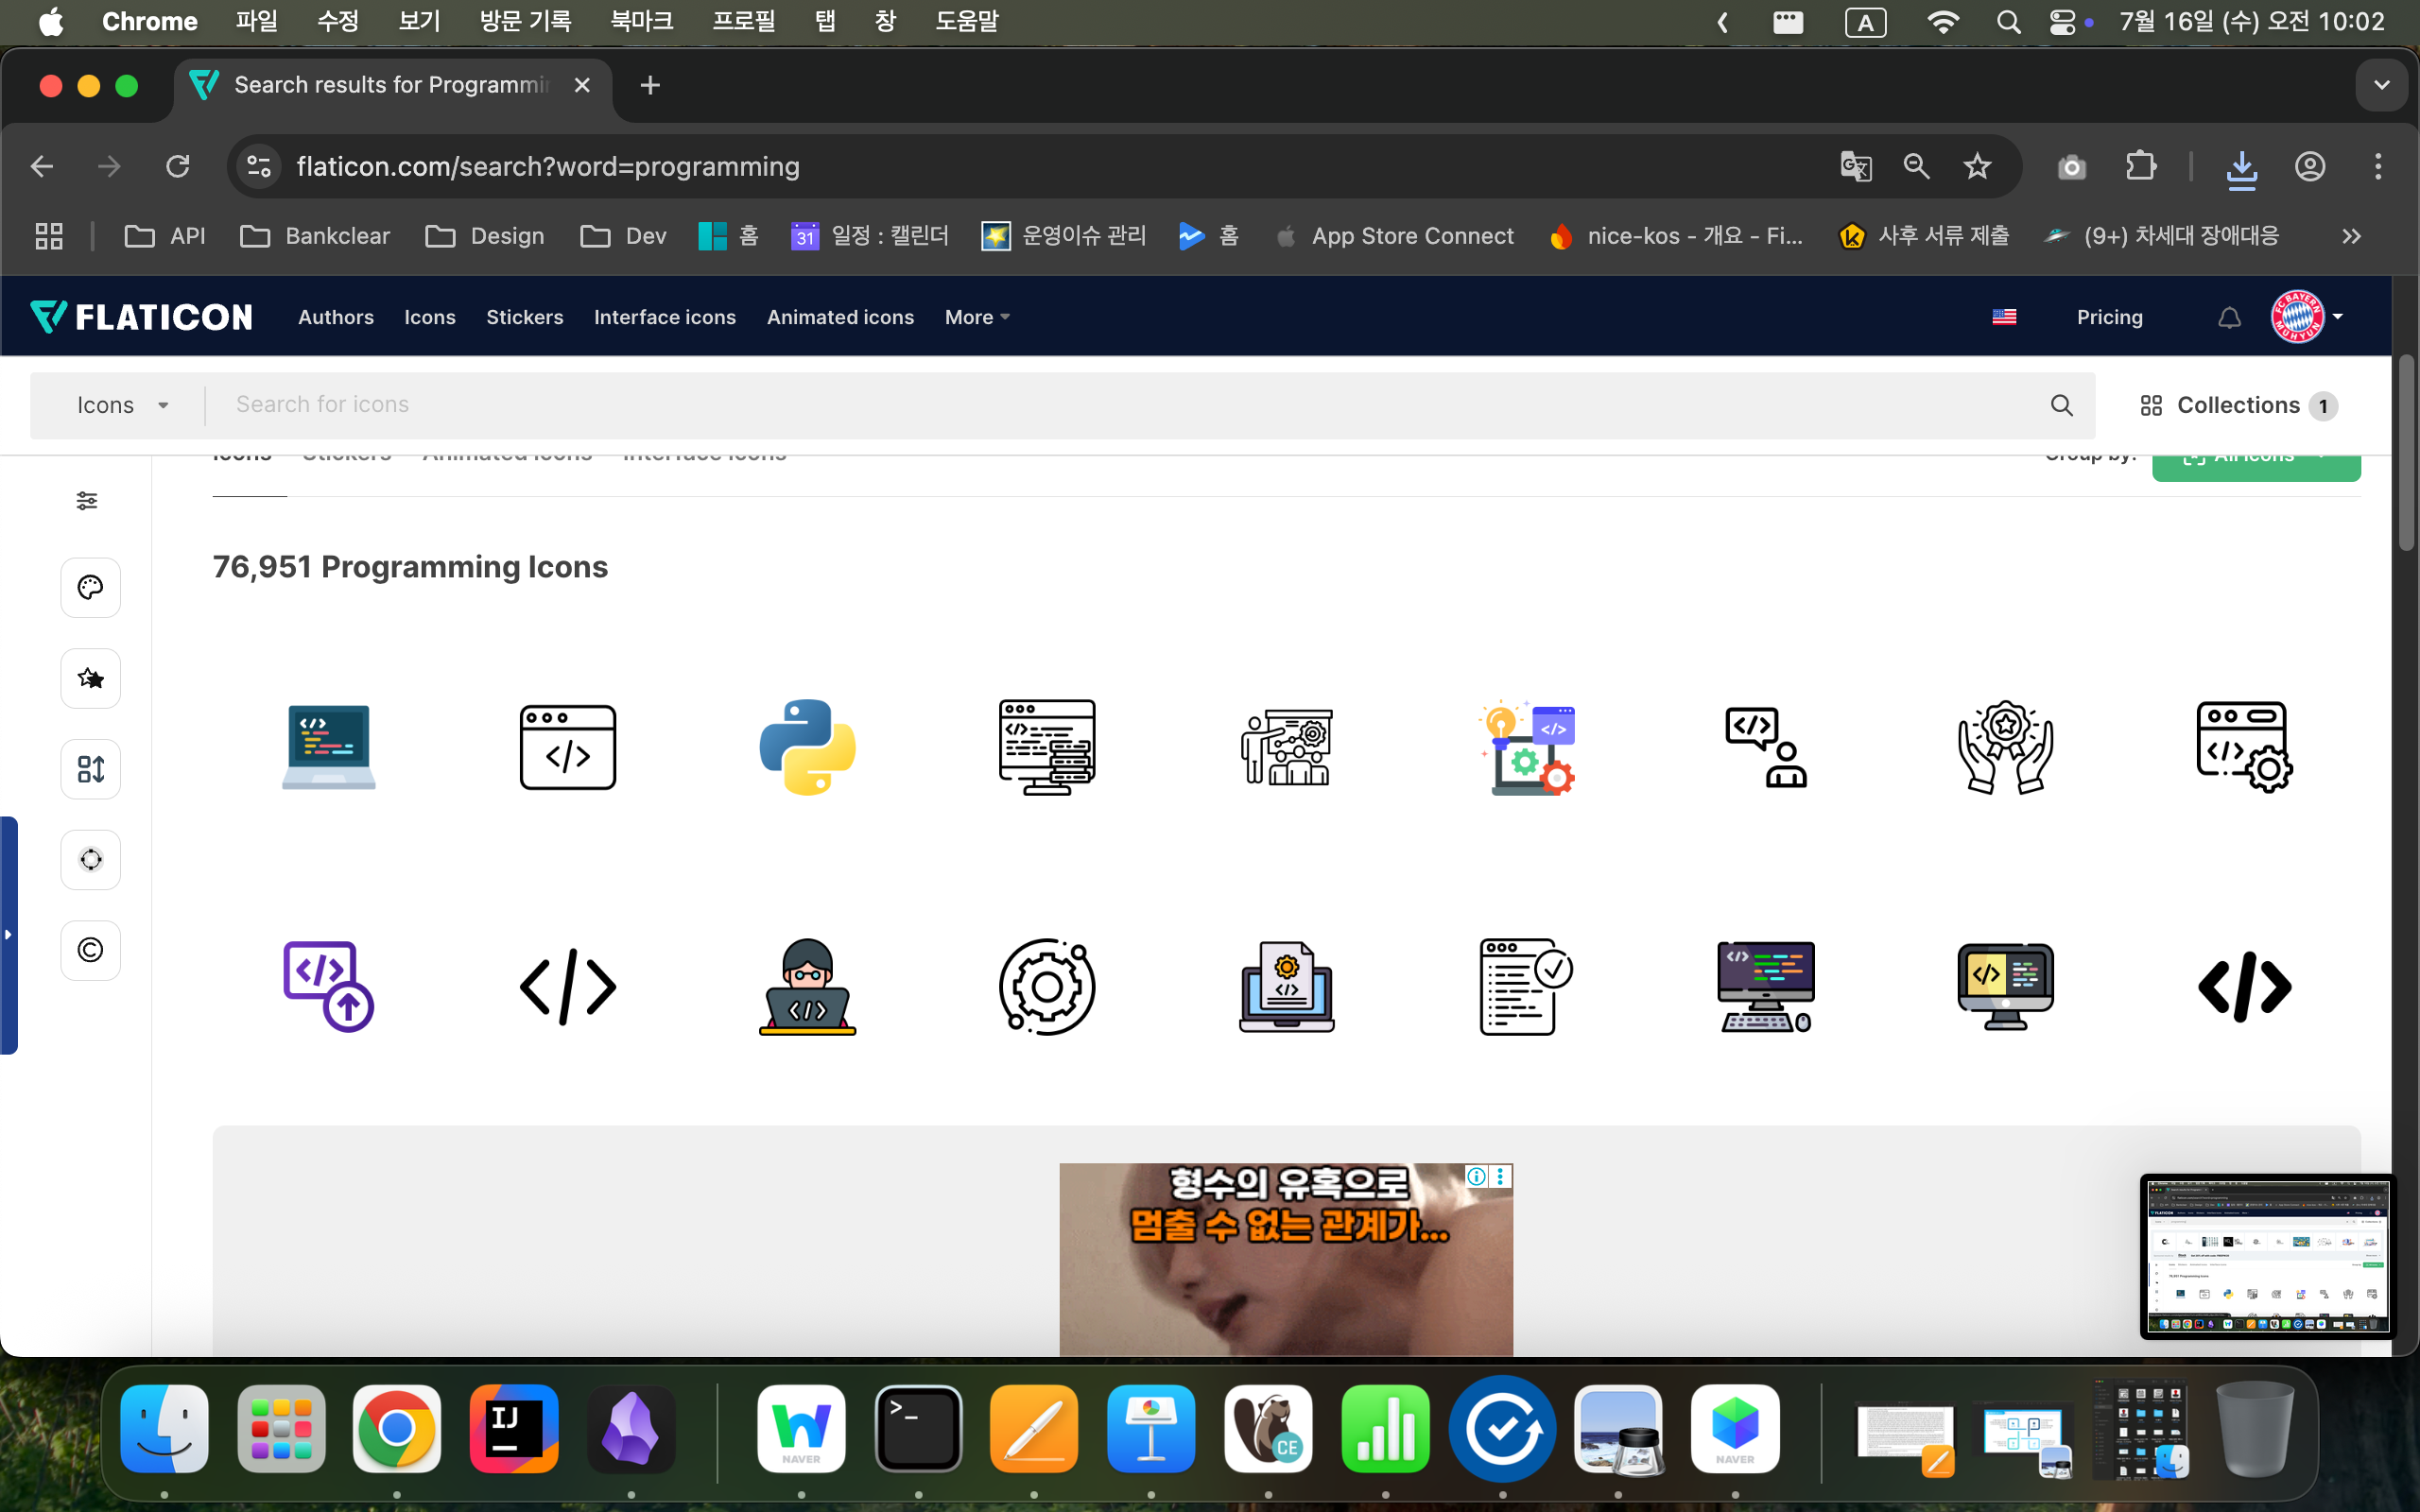 Chrome 파일 수정 보기 방문 기록 북마크 프로필 탭 창 도움말 A 7월 16일 (수) 오전 10:02
Search results for Programmin
flaticon.com/search?word=programming
API Bankclear Design Dev 홈 31 일정 : 캘린더 운영이슈 관리 홈 App Store Connect nice-kos - 개요 - Fi... 사후 서류 제출 (9+) 차세대 장애대응
FLATICON Authors Icons Stickers Interface icons Animated icons More Pricing
FC BAYERN
Icons Search for icons Collections 1
Icons Stickers Animated icons Interface icons Group by: All icons
76,951 Programming Icons
형수의 유혹으로
멈출 수 없는 관계가...
IJ
NAVER
>_
CE
NAVER